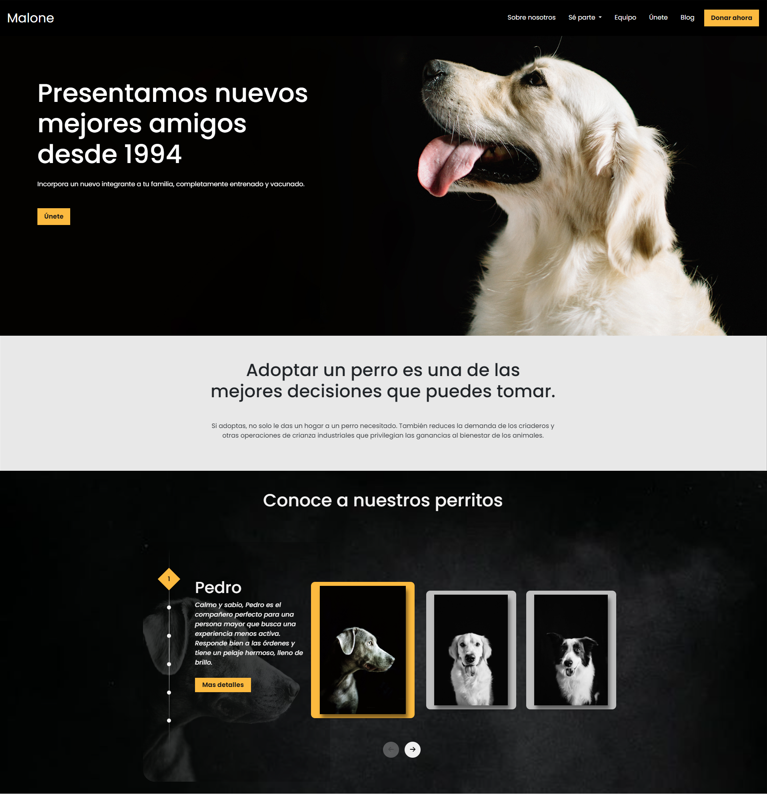 Malone
Sobre nosotros
Sé parte
Equipo
Únete
Blog
Donar ahora
Presentamos nuevos
mejores amigos
desde 1994
Incorpora un nuevo integrante a tu familia, completamente entrenado y vacunado.
Únete
Adoptar un perro es una de las
mejores decisiones que puedes tomar.
Si adoptas, no solo le das un hogar a un perro necesitado. También reduces la demanda de los criaderos y
otras operaciones de crianza industriales que privilegian las ganancias al bienestar de los animales.
Conoce a nuestros perritos
1
Pedro
Calmo y sabio, Pedro es el
compañero perfecto para una
persona mayor que busca una
experiencia menos activa.
Responde bien a las órdenes y
tiene un pelaje hermoso, lleno de
brillo.
Mas detalles